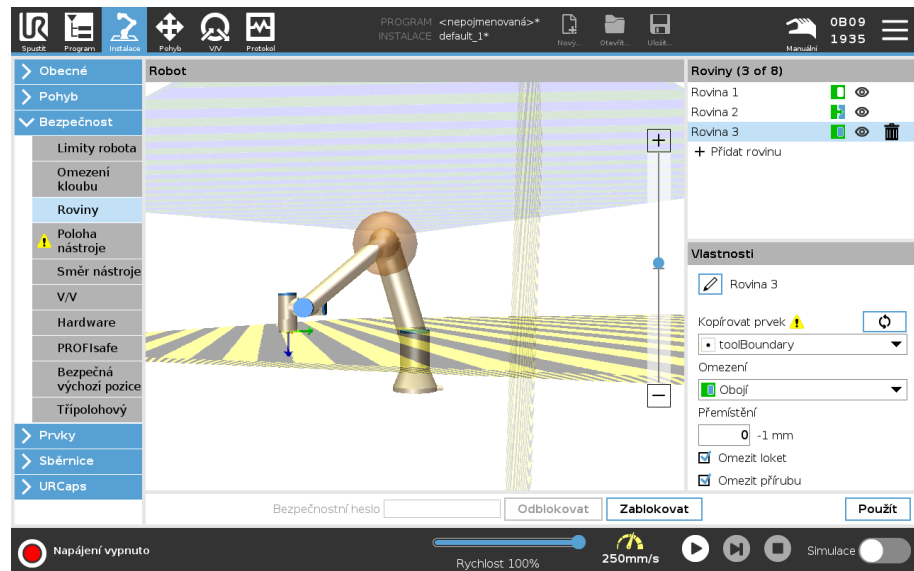 PROGRAM <nepojmenovaná>*
INSTALACE default_1*
Spustit
Program
Instalace
Pohyb
V/V
Protokol
Nový...
Otevřít...
Uložit...
Manuální
0B09
1935
Obecné
Pohyb
Bezpečnost
Limity robota
Omezení
kloubu
Roviny
Poloha
nástroje
Směr nástroje
V/V
Hardware
PROFIsafe
Bezpečná
výchozí pozice
Třípolohový
Prvky
Sběrnice
URCaps
Robot
Roviny (3 of 8)
Rovina 1
Rovina 2
Rovina 3
+ Přidat rovinu
Vlastnosti
Rovina 3
Kopírovat prvek
toolBoundary
Omezení
Obojí
Přemístění
0 -1 mm
Omezit loket
Omezit přírubu
Bezpečnostní heslo
Odblokovat
Zablokovat
Použít
Napájení vypnuto
Rychlost 100%
250mm/s
Simulace